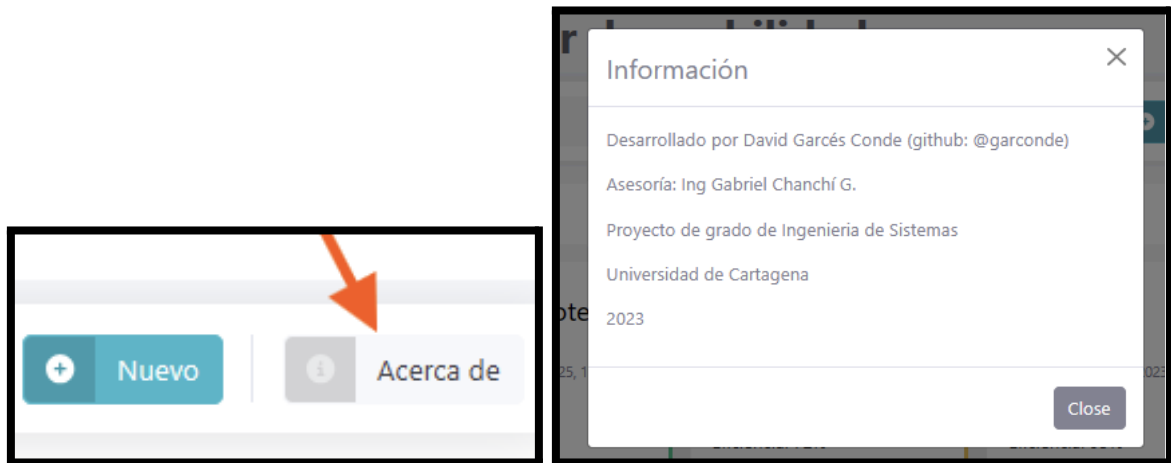 Nuevo
Acerca de
Información
Desarrollado por David Garcés Conde (github: @garconde)
Asesoría: Ing Gabriel Chanchí G.
Proyecto de grado de Ingenieria de Sistemas
Universidad de Cartagena
2023
Close